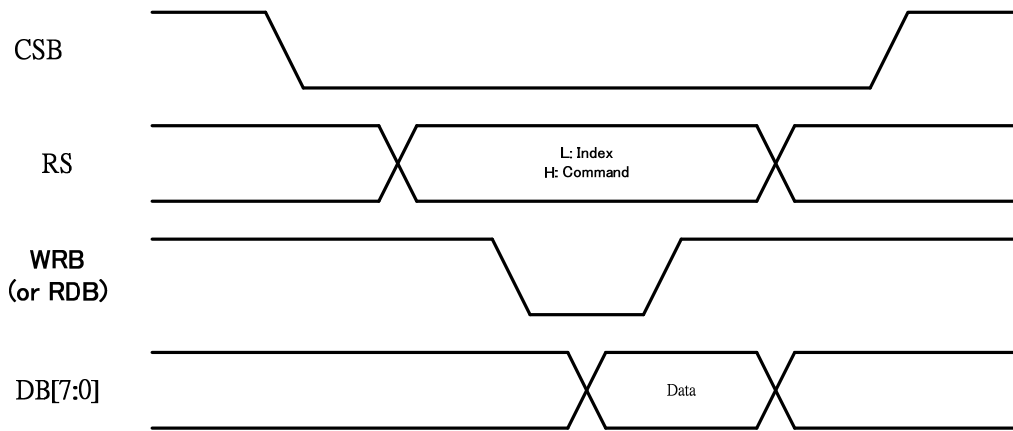 CSB
RS
L: Index
H: Command
WRB
(or RDB)
DB[7:0]
Data